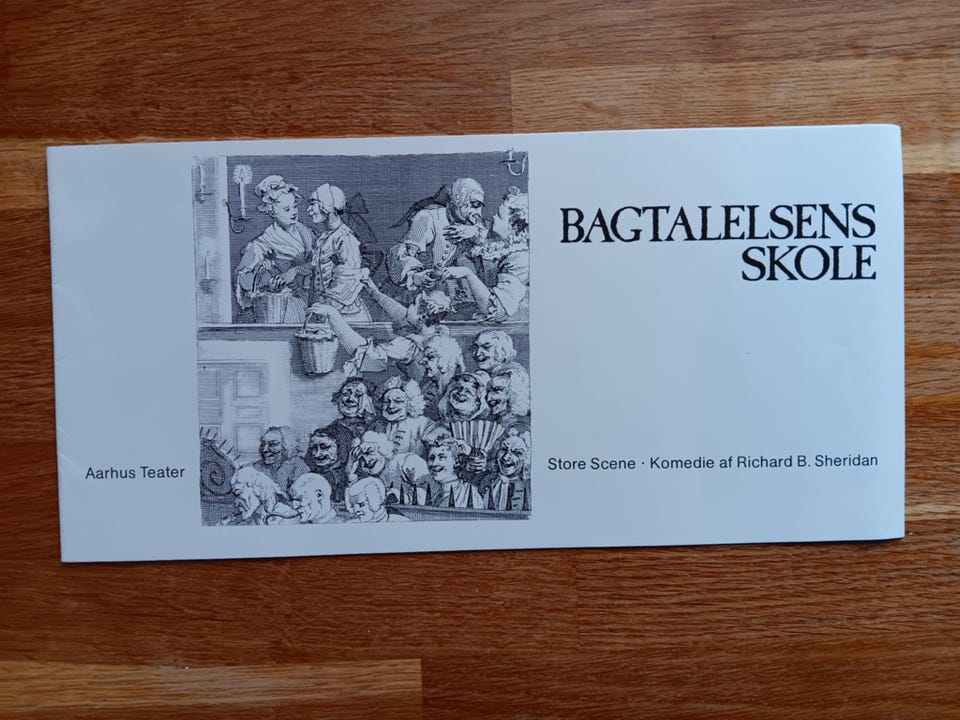 BAGTALELSENS
SKOLE
Aarhus Teater
Store Scene · Komedie af Richard B. Sheridan